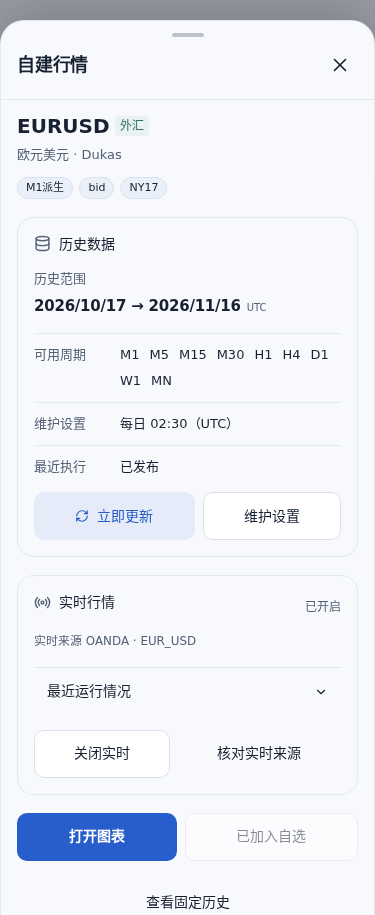 自建行情
EURUSD 外汇
欧元美元 · Dukas
M1派生 bid NY17
历史数据
历史范围
2026/10/17 → 2026/11/16 UTC
可用周期 M1 M5 M15 M30 H1 H4 D1
W1 MN
维护设置 每日 02:30（UTC）
最近执行 已发布
立即更新 维护设置
实时行情 已开启
实时来源 OANDA · EUR_USD
最近运行情况
关闭实时 核对实时来源
打开图表 已加入自选
查看固定历史